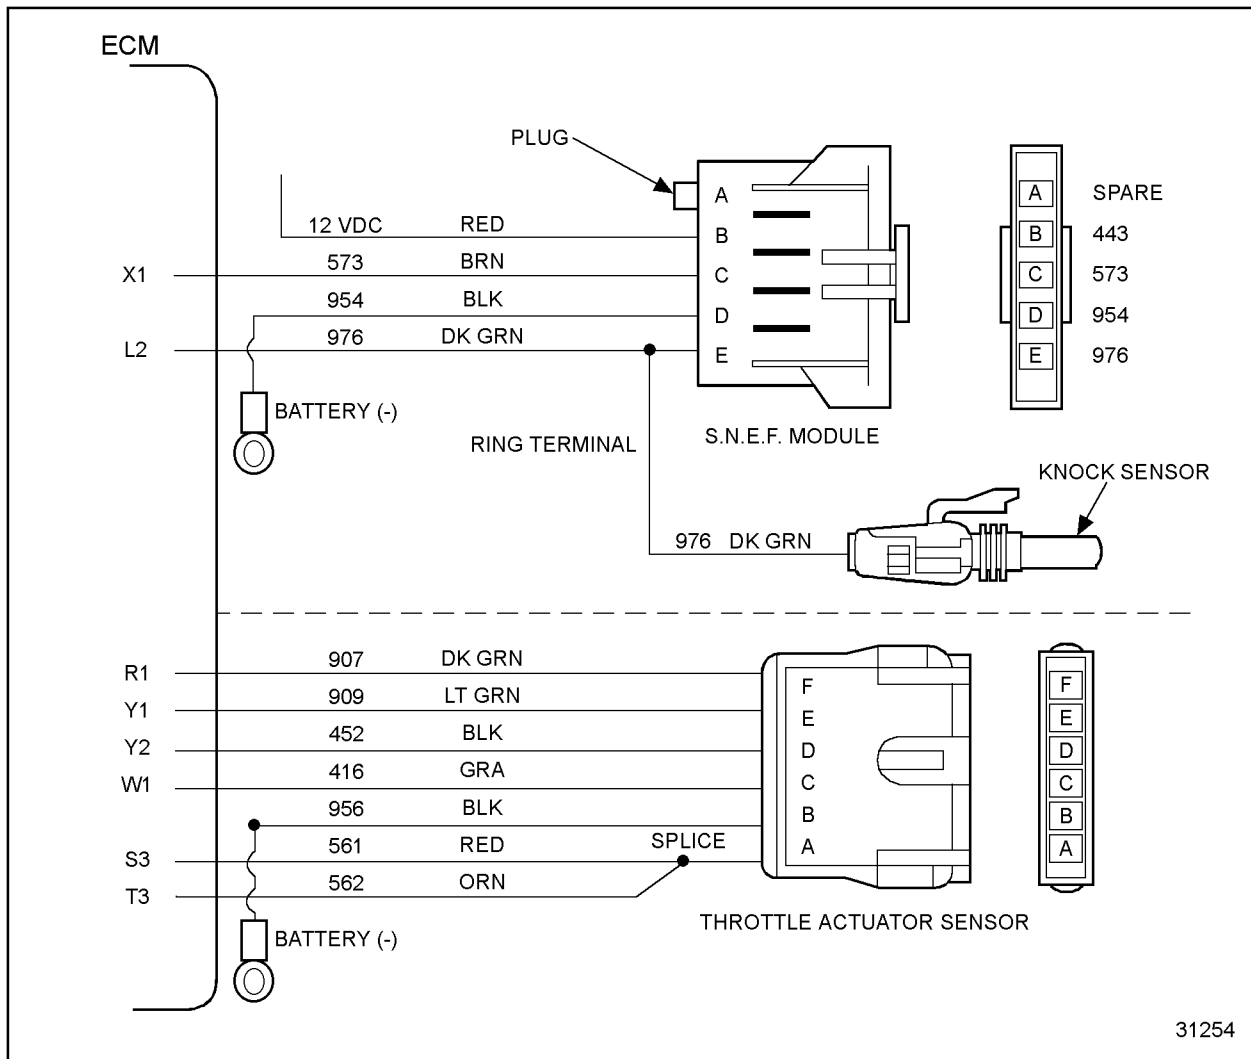 ECM
PLUG
A
A
SPARE
12 VDC RED
B
B
443
X1
573 BRN
C
C
573
954 BLK
D
D
954
L2
976 DK GRN
E
E
976
BATTERY (-)
RING TERMINAL
S.N.E.F. MODULE
KNOCK SENSOR
976 DK GRN
R1
907 DK GRN
F
F
Y1
909 LT GRN
E
E
Y2
452 BLK
D
D
W1
416 GRA
C
C
956 BLK
B
B
S3
561 RED
SPLICE
A
A
T3
562 ORN
THROTTLE ACTUATOR SENSOR
BATTERY (-)
31254